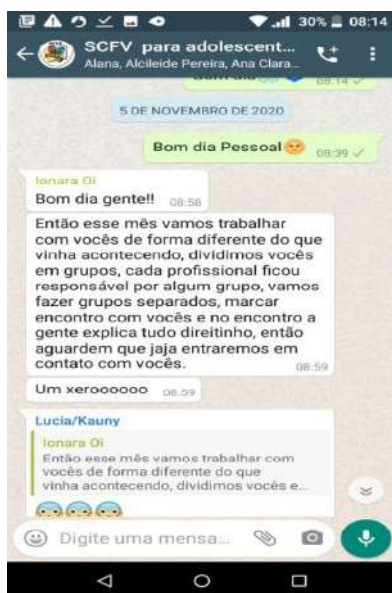 30% 08:14
SCFV para adolescent...
Alana, Alcileide Pereira, Ana Clara...
Bom dia
08:14
5 DE NOVEMBRO DE 2020
Bom dia Pessoal
08:39
Ionara Oi
Bom dia gente!! 08:58
Então esse mês vamos trabalhar
com vocês de forma diferente do que
vinha acontecendo, dividimos vocês
em grupos, cada profissional ficou
responsável por algum grupo, vamos
fazer grupos separados, marcar
encontro com vocês e no encontro a
gente explica tudo direitinho, então
aguardem que jaja entraremos em
contato com vocês.
08:59
Um xeroooooo 08:59
Lucia/Kauny
Ionara Oi
Então esse mês vamos trabalhar com
vocês de forma diferente do que
vinha acontecendo, dividimos vocês e...
Digite uma mensa...